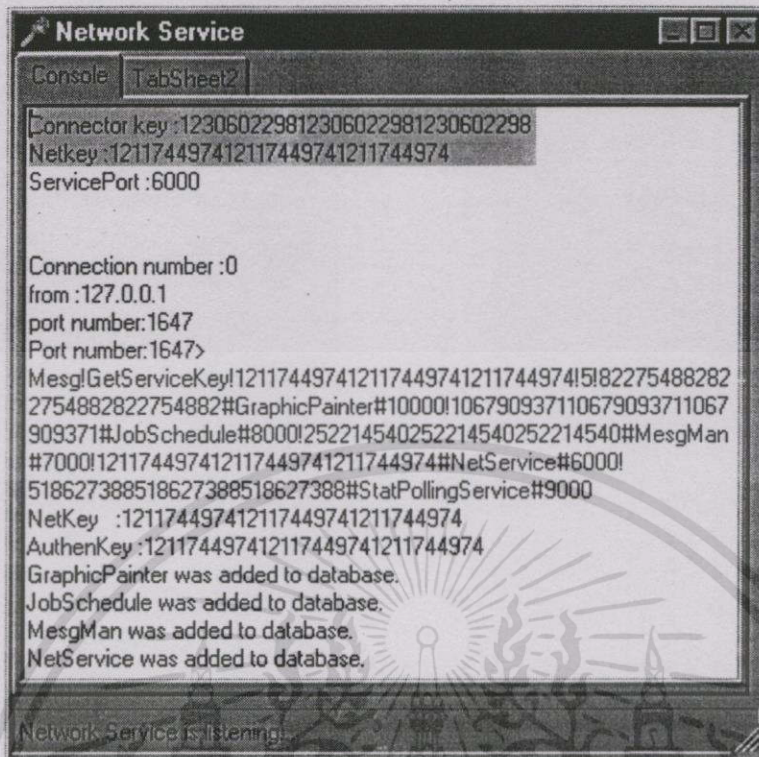 Network Service
Console TabSheet2
Connector key :123060229812306022981230602298
Netkey :121174497412117449741211744974
ServicePort :6000
Connection number :0
from :127.0.0.1
port number:1647
Port number:1647>
Mesg!GetServiceKey!121174497412117449741211744974!5!82275488282
2754882822754882#GraphicPainter#10000!106790937110679093711067
909371#JobSchedule#8000!252214540252214540252214540#MesgMan
#7000!121174497412117449741211744974#NetService#6000!
518627388518627388518627388#StatPollingService#9000
NetKey :121174497412117449741211744974
AuthenKey :121174497412117449741211744974
GraphicPainter was added to database.
JobSchedule was added to database.
MesgMan was added to database.
NetService was added to database.
Network Service is listening!...